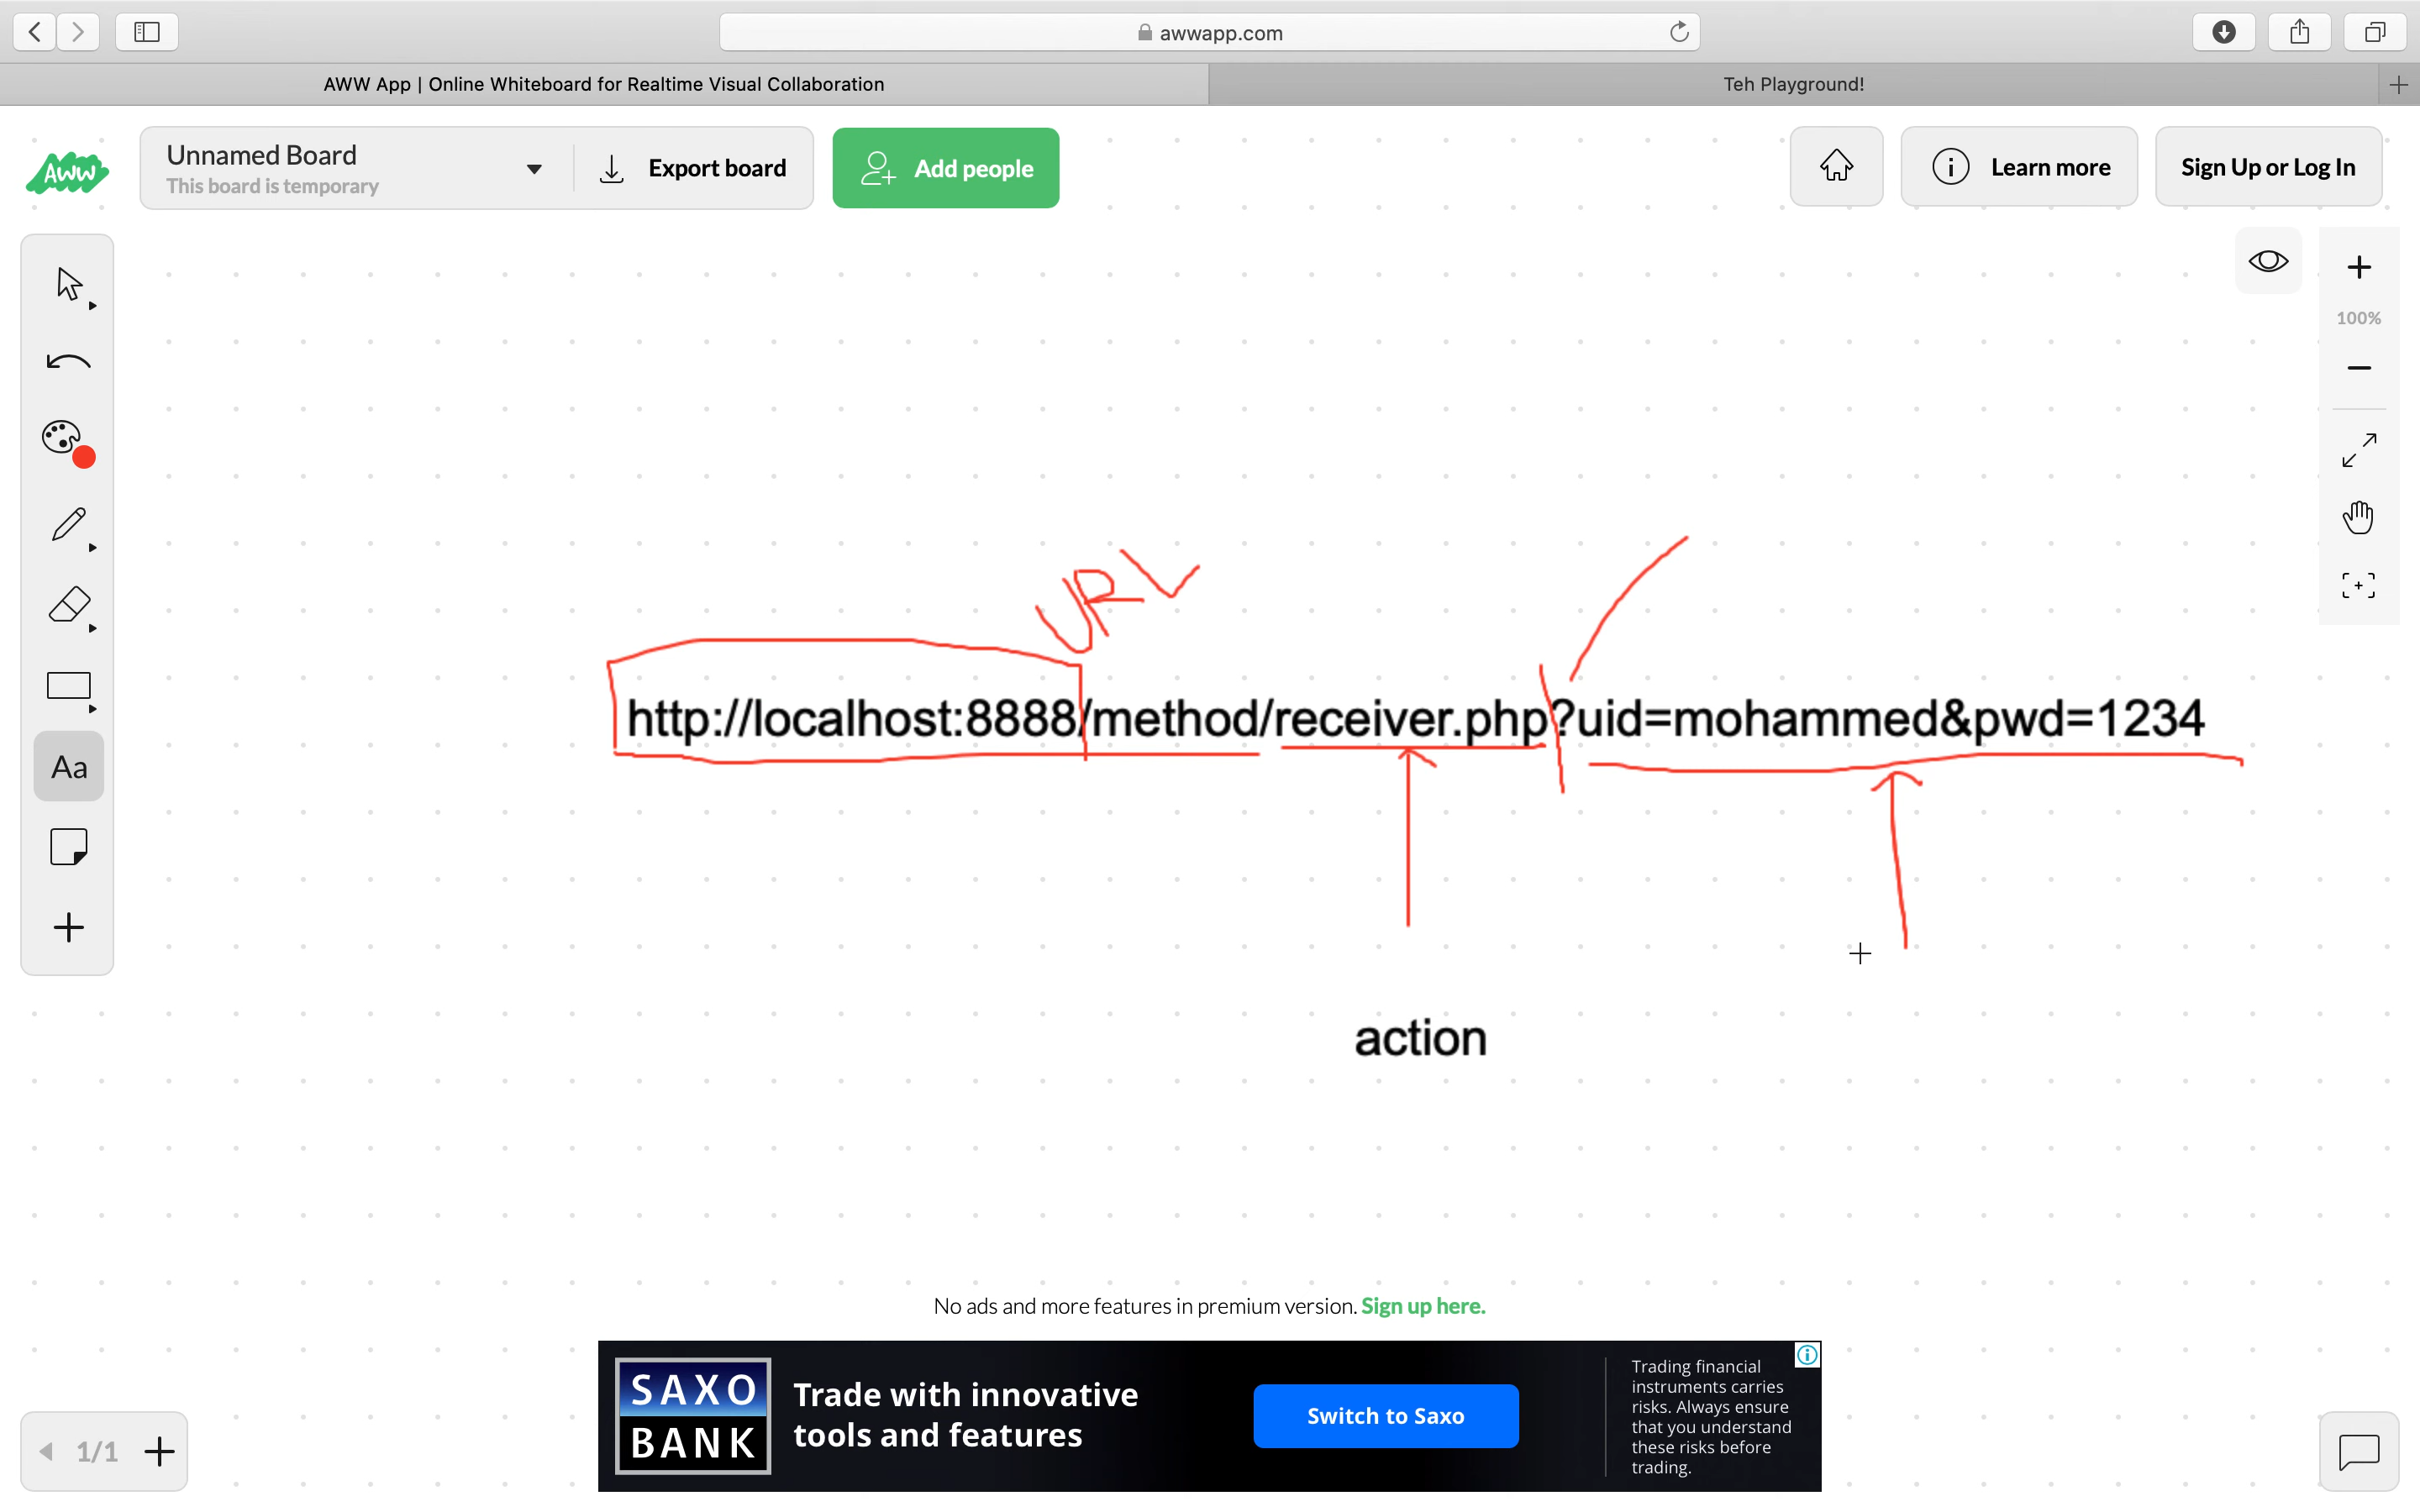 awwapp.com
AWW App | Online Whiteboard for Realtime Visual Collaboration
Teh Playground!
AWW
Unnamed Board
This board is temporary
Export board
Add people
Learn more
Sign Up or Log In
100%
Aa
URL
http://localhost:8888/method/receiver.php?uid=mohammed&pwd=1234
action
No ads and more features in premium version. Sign up here.
SAXO
BANK
Trade with innovative
tools and features
Switch to Saxo
Trading financial
instruments carries
risks. Always ensure
that you understand
these risks before
trading.
1/1